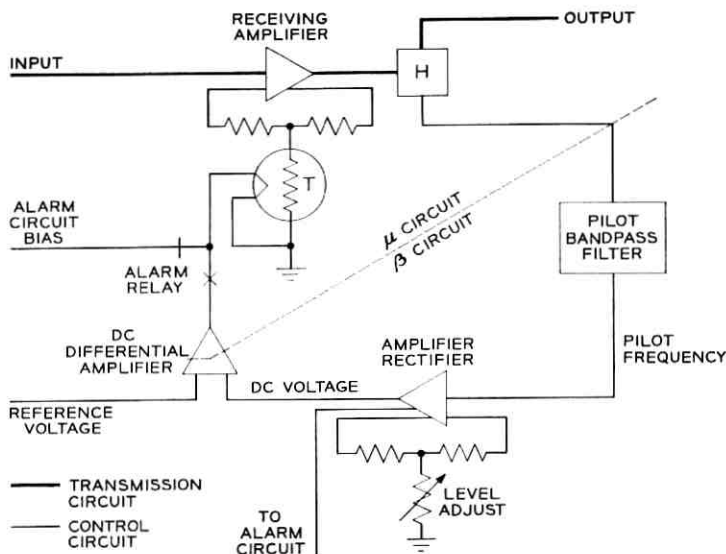 RECEIVING
AMPLIFIER
OUTPUT
INPUT
H
T
ALARM
CIRCUIT
BIAS
μ CIRCUIT
β CIRCUIT
PILOT
BANDPASS
FILTER
ALARM
RELAY
DC
DIFFERENTIAL
AMPLIFIER
AMPLIFIER
RECTIFIER
PILOT
FREQUENCY
DC VOLTAGE
REFERENCE
VOLTAGE
TRANSMISSION
CIRCUIT
LEVEL
ADJUST
CONTROL
CIRCUIT
TO
ALARM
CIRCUIT